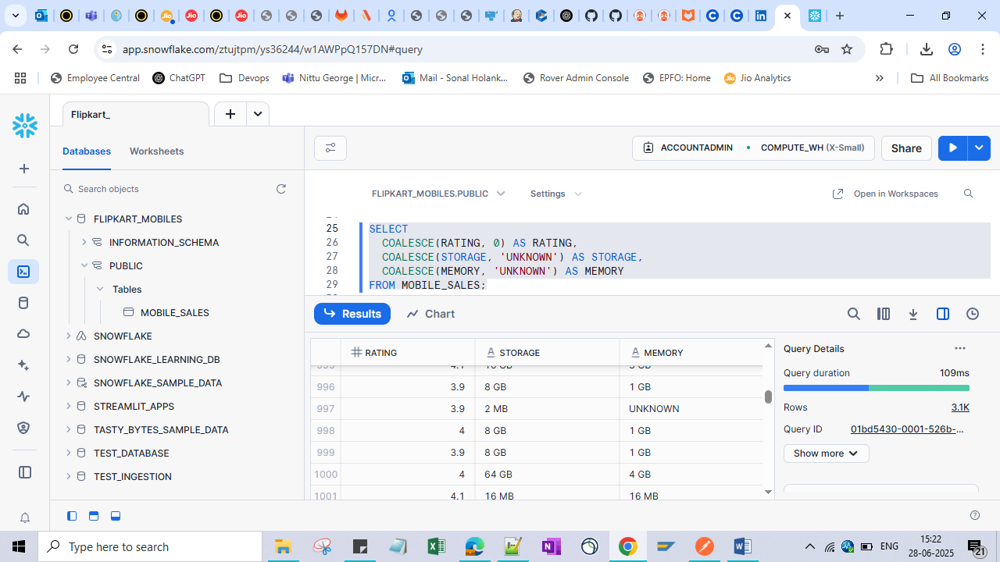 app.snowflake.com/ztujtpm/ys36244/w1AWPpQ157DN#query
Employee Central
ChatGPT
Devops
Nittu George | Micr...
Mail - Sonal Holank...
Rover Admin Console
EPFO: Home
Jio Analytics
All Bookmarks
Flipkart_
Databases
Worksheets
ACCOUNTADMIN
COMPUTE_WH (X-Small)
Share
Search objects
FLIPKART_MOBILES
INFORMATION_SCHEMA
PUBLIC
Tables
MOBILE_SALES
SNOWFLAKE
SNOWFLAKE_LEARNING_DB
SNOWFLAKE_SAMPLE_DATA
STREAMLIT_APPS
TASTY_BYTES_SAMPLE_DATA
TEST_DATABASE
TEST_INGESTION
FLIPKART_MOBILES.PUBLIC
Settings
Open in Workspaces
25 SELECT
26 COALESCE(RATING, 0) AS RATING,
27 COALESCE(STORAGE, 'UNKNOWN') AS STORAGE,
28 COALESCE(MEMORY, 'UNKNOWN') AS MEMORY
29 FROM MOBILE_SALES;
Results
Chart
RATING STORAGE MEMORY
996 3.9 8 GB 1 GB
997 3.9 2 MB UNKNOWN
998 4 8 GB 1 GB
999 3.9 8 GB 1 GB
1000 4 64 GB 4 GB
1001 4.1 16 MB 16 MB
Query Details
Query duration 109ms
Rows 3.1K
Query ID 01bd5430-0001-526b-...
Show more
Type here to search
ENG
15:22
28-06-2025
21